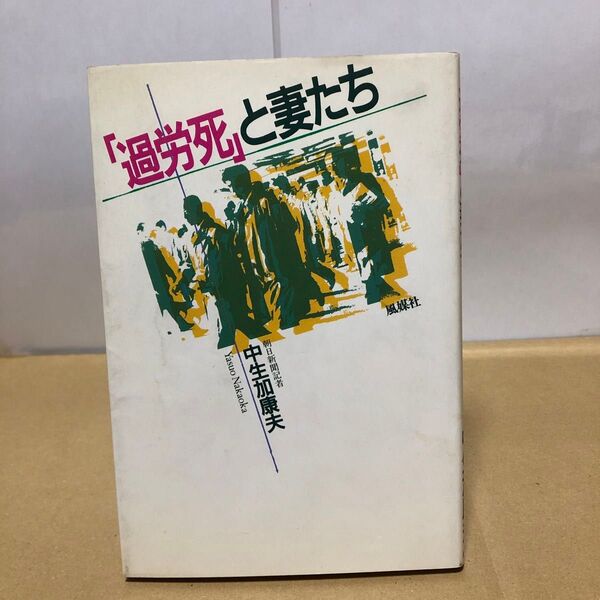 「過労死」と妻たち
風媒社
朝日新聞記者
中生加康夫
Yasuo Nakaoka